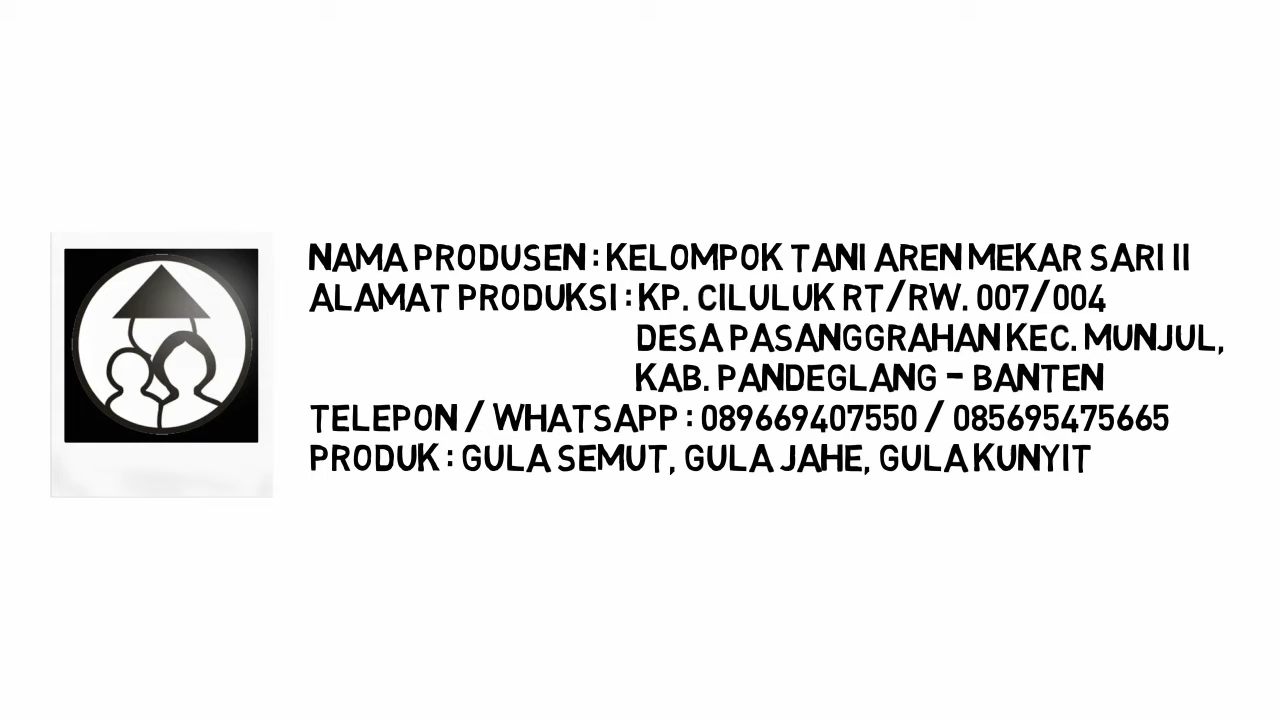 NAMA PRODUSEN : KELOMPOK TANI AREN MEKAR SARI II
ALAMAT PRODUKSI : KP. CILULUK RT/RW. 007/004
DESA PASANGGRAHAN KEC. MUNJUL,
KAB. PANDEGLANG - BANTEN
TELEPON / WHATSAPP : 089669407550 / 085695475665
PRODUK : GULA SEMUT, GULA JAHE, GULA KUNYIT